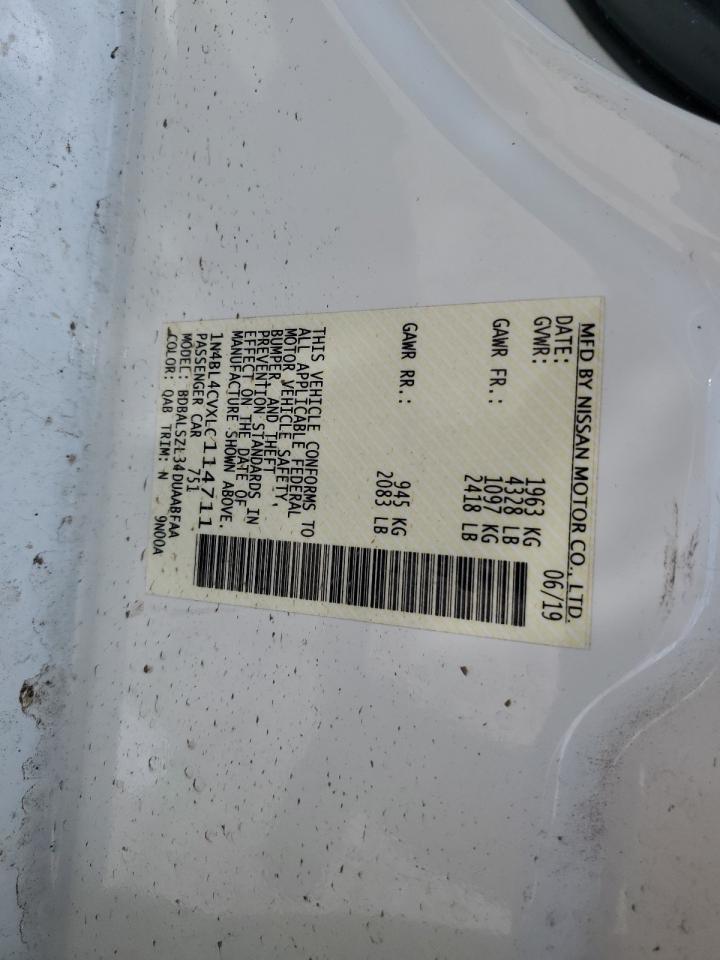 MFD BY NISSAN MOTOR CO., LTD.
DATE: 06/19
GVWR: 1963 KG
4328 LB
GAWR FR.: 1097 KG
2418 LB
GAWR RR.: 945 KG
2083 LB
THIS VEHICLE CONFORMS TO
ALL APPLICABLE FEDERAL
MOTOR VEHICLE SAFETY,
BUMPER, AND THEFT
PREVENTION STANDARDS IN
EFFECT ON THE DATE OF
MANUFACTURE SHOWN ABOVE.
1N4BL4CVXLC114711
PASSENGER CAR 751
MODEL: BDBALSZL34DUAABFAA
COLOR: QAB TRIM: N 9N00A